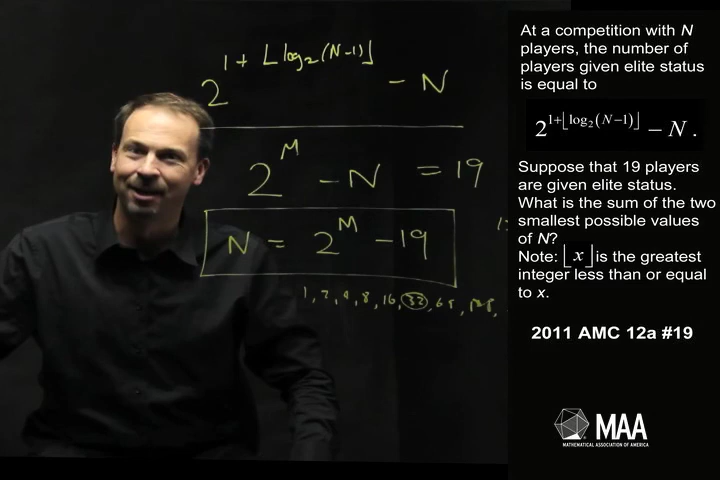 2^{1 + ⌊log₂(N-1)⌋} - N
2^M - N = 19
N = 2^M - 19
1, 2, 4, 8, 16, 32, 64, 128,
At a competition with N
players, the number of
players given elite status
is equal to
2^{1+⌊log₂(N−1)⌋} − N.
Suppose that 19 players
are given elite status.
What is the sum of the two
smallest possible values
of N?
Note: ⌊x⌋ is the greatest
integer less than or equal
to x.
2011 AMC 12a #19
MAA
MATHEMATICAL ASSOCIATION OF AMERICA